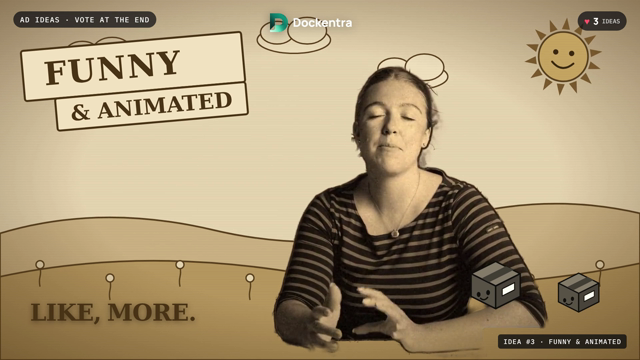 AD IDEAS · VOTE AT THE END
Dockentra
♥ 3 IDEAS
FUNNY
& ANIMATED
LIKE, MORE.
IDEA #3 · FUNNY & ANIMATED